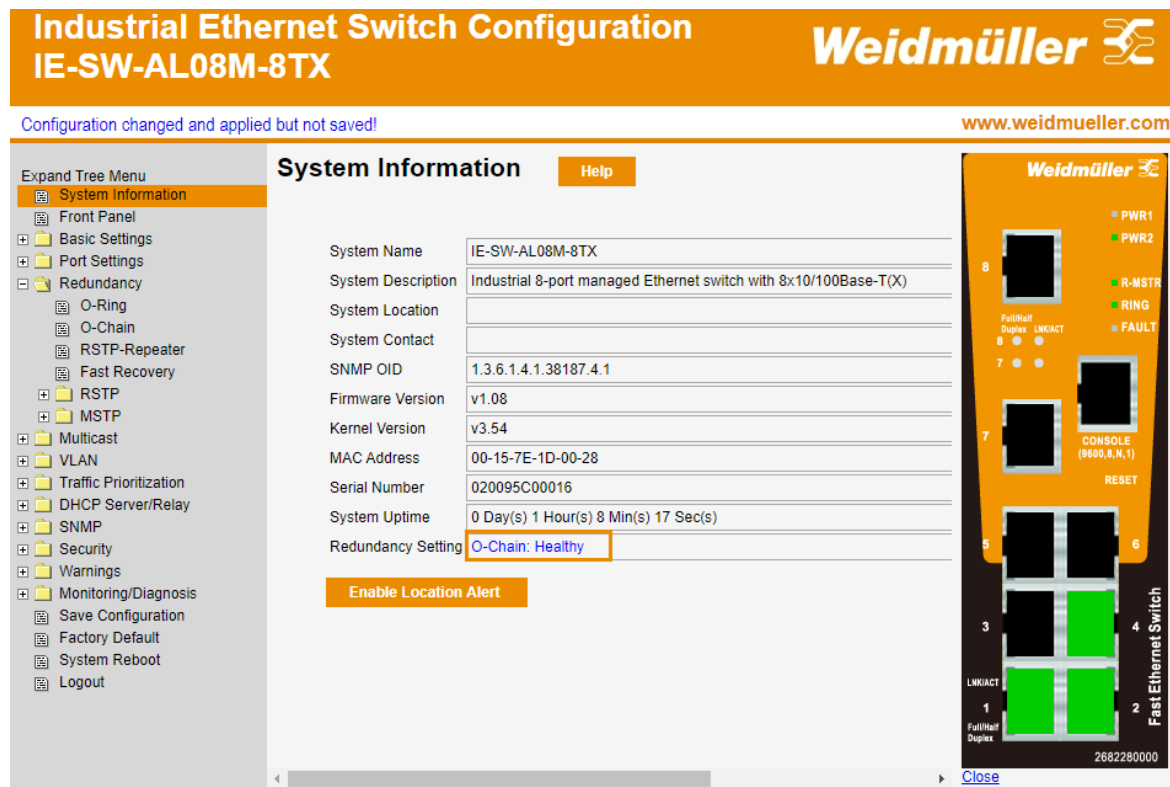 Industrial Ethernet Switch Configuration
IE-SW-AL08M-8TX
Weidmüller
Configuration changed and applied but not saved!
www.weidmueller.com
Expand Tree Menu
System Information
Front Panel
Basic Settings
Port Settings
Redundancy
O-Ring
O-Chain
RSTP-Repeater
Fast Recovery
RSTP
MSTP
Multicast
VLAN
Traffic Prioritization
DHCP Server/Relay
SNMP
Security
Warnings
Monitoring/Diagnosis
Save Configuration
Factory Default
System Reboot
Logout
System Information
Help
System Name IE-SW-AL08M-8TX
System Description Industrial 8-port managed Ethernet switch with 8x10/100Base-T(X)
System Location
System Contact
SNMP OID 1.3.6.1.4.1.38187.4.1
Firmware Version v1.08
Kernel Version v3.54
MAC Address 00-15-7E-1D-00-28
Serial Number 020095C00016
System Uptime 0 Day(s) 1 Hour(s) 8 Min(s) 17 Sec(s)
Redundancy Setting O-Chain: Healthy
Enable Location Alert
Weidmüller
PWR1
PWR2
8
R-MSTR
RING
FAULT
Full/Half
Duplex LNK/ACT
8
7
7
CONSOLE
(9600,8,N,1)
RESET
5 6
3 4
LNK/ACT
1 2
Full/Half
Duplex
Fast Ethernet Switch
2682280000
Close